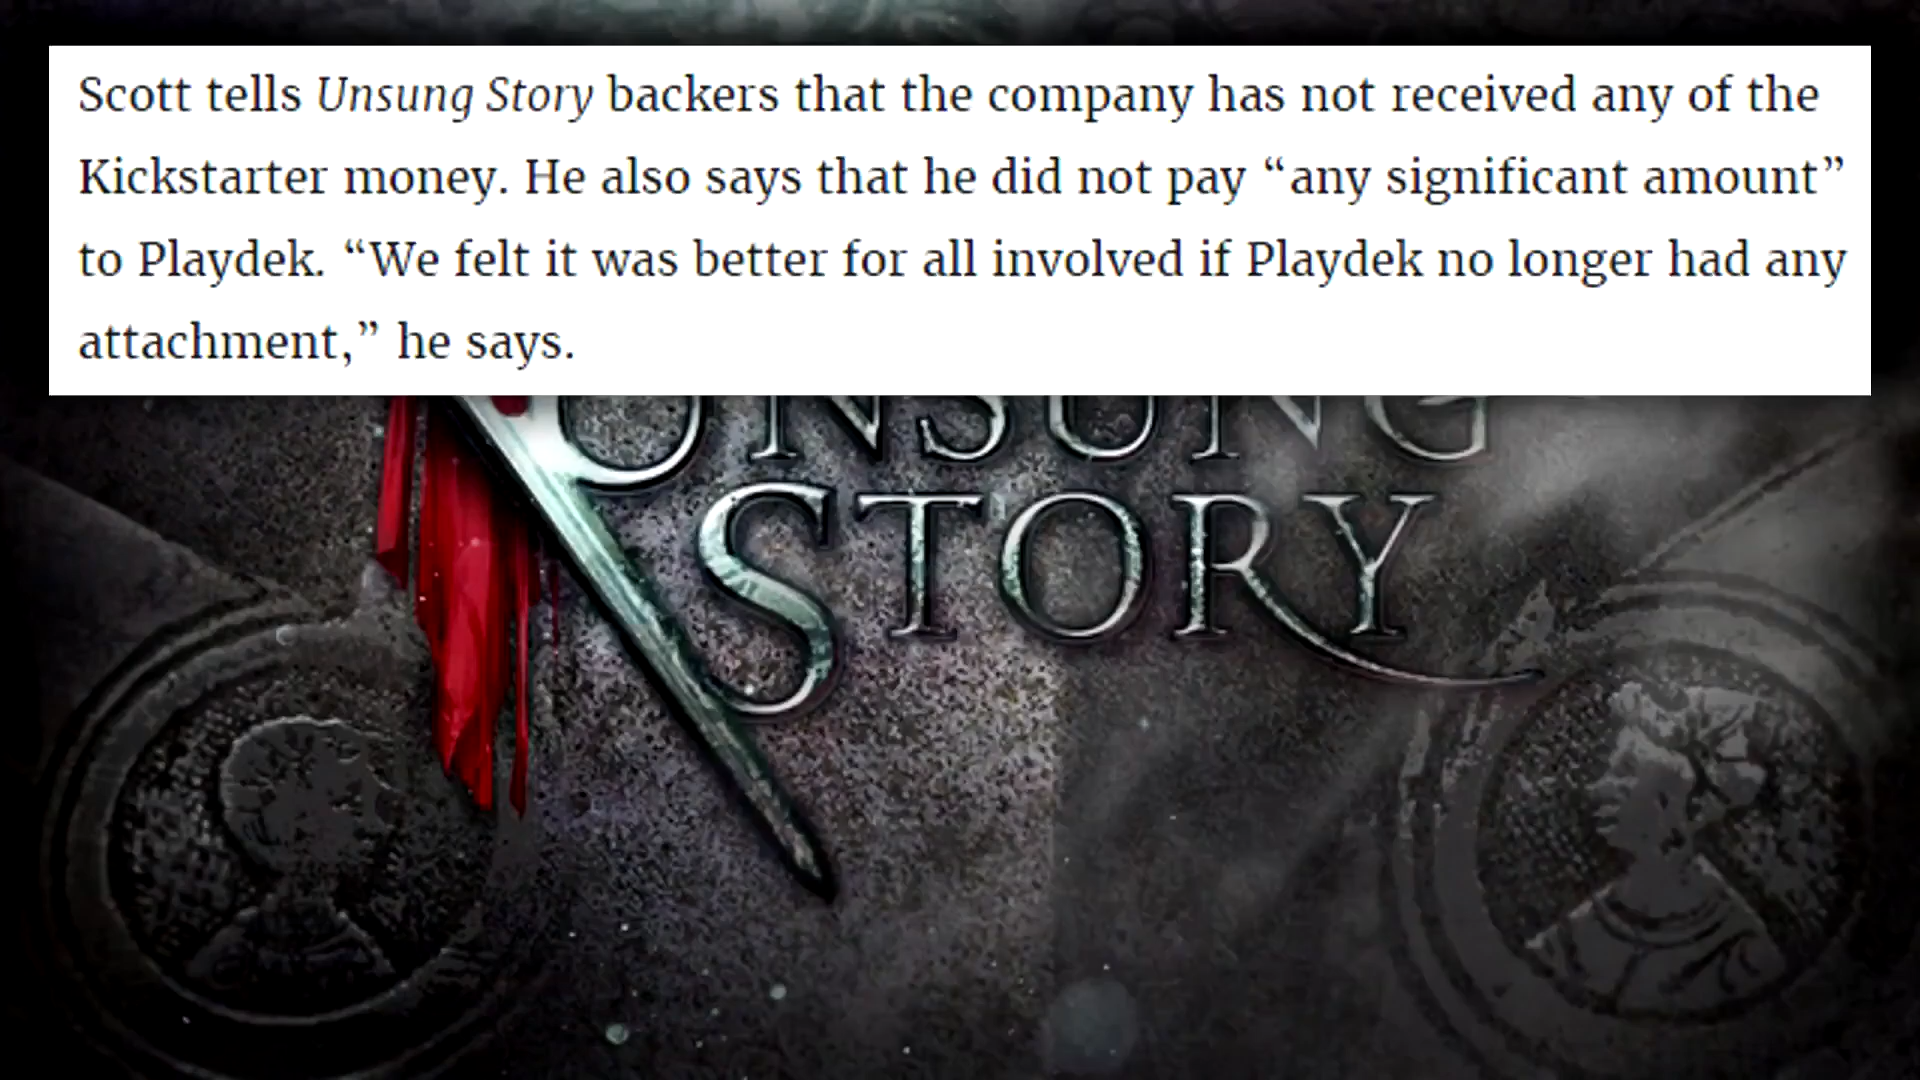 Scott tells Unsung Story backers that the company has not received any of the
Kickstarter money. He also says that he did not pay “any significant amount”
to Playdek. “We felt it was better for all involved if Playdek no longer had any
attachment,” he says.
UNSUNG
STORY